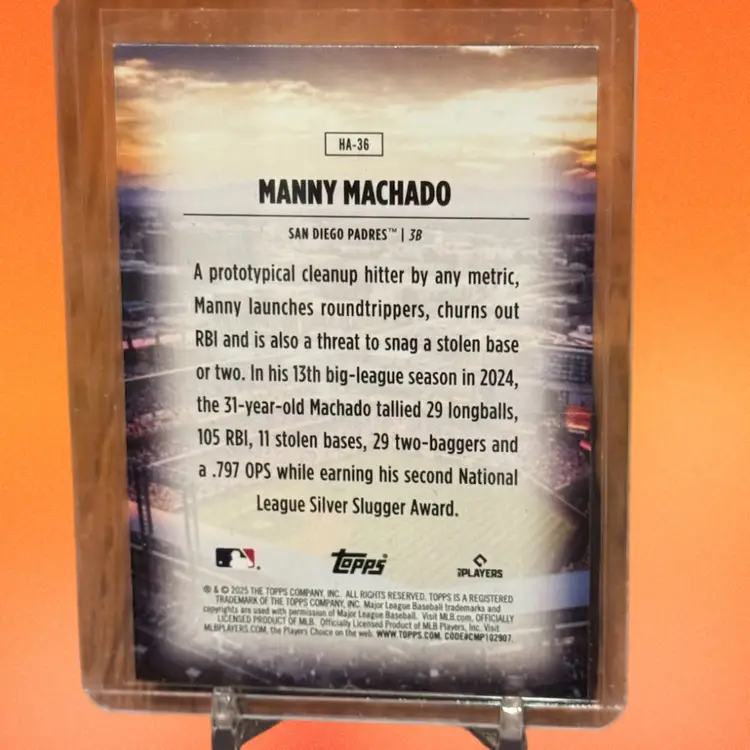 HA-36
MANNY MACHADO
SAN DIEGO PADRES™ | 3B
A prototypical cleanup hitter by any metric,
Manny launches roundtrippers, churns out
RBI and is also a threat to snag a stolen base
or two. In his 13th big-league season in 2024,
the 31-year-old Machado tallied 29 longballs,
105 RBI, 11 stolen bases, 29 two-baggers and
a .797 OPS while earning his second National
League Silver Slugger Award.
topps
MLB PLAYERS
® & © 2025 THE TOPPS COMPANY, INC. ALL RIGHTS RESERVED. TOPPS IS A REGISTERED
TRADEMARK OF THE TOPPS COMPANY, INC. Major League Baseball trademarks and
copyrights are used with permission of Major League Baseball. Visit MLB.com. OFFICIALLY
LICENSED PRODUCT OF MLB. Officially Licensed Product of MLB Players, Inc. Visit
MLBPLAYERS.COM, the Players Choice on the web. WWW.TOPPS.COM. CODE#CMP102907.